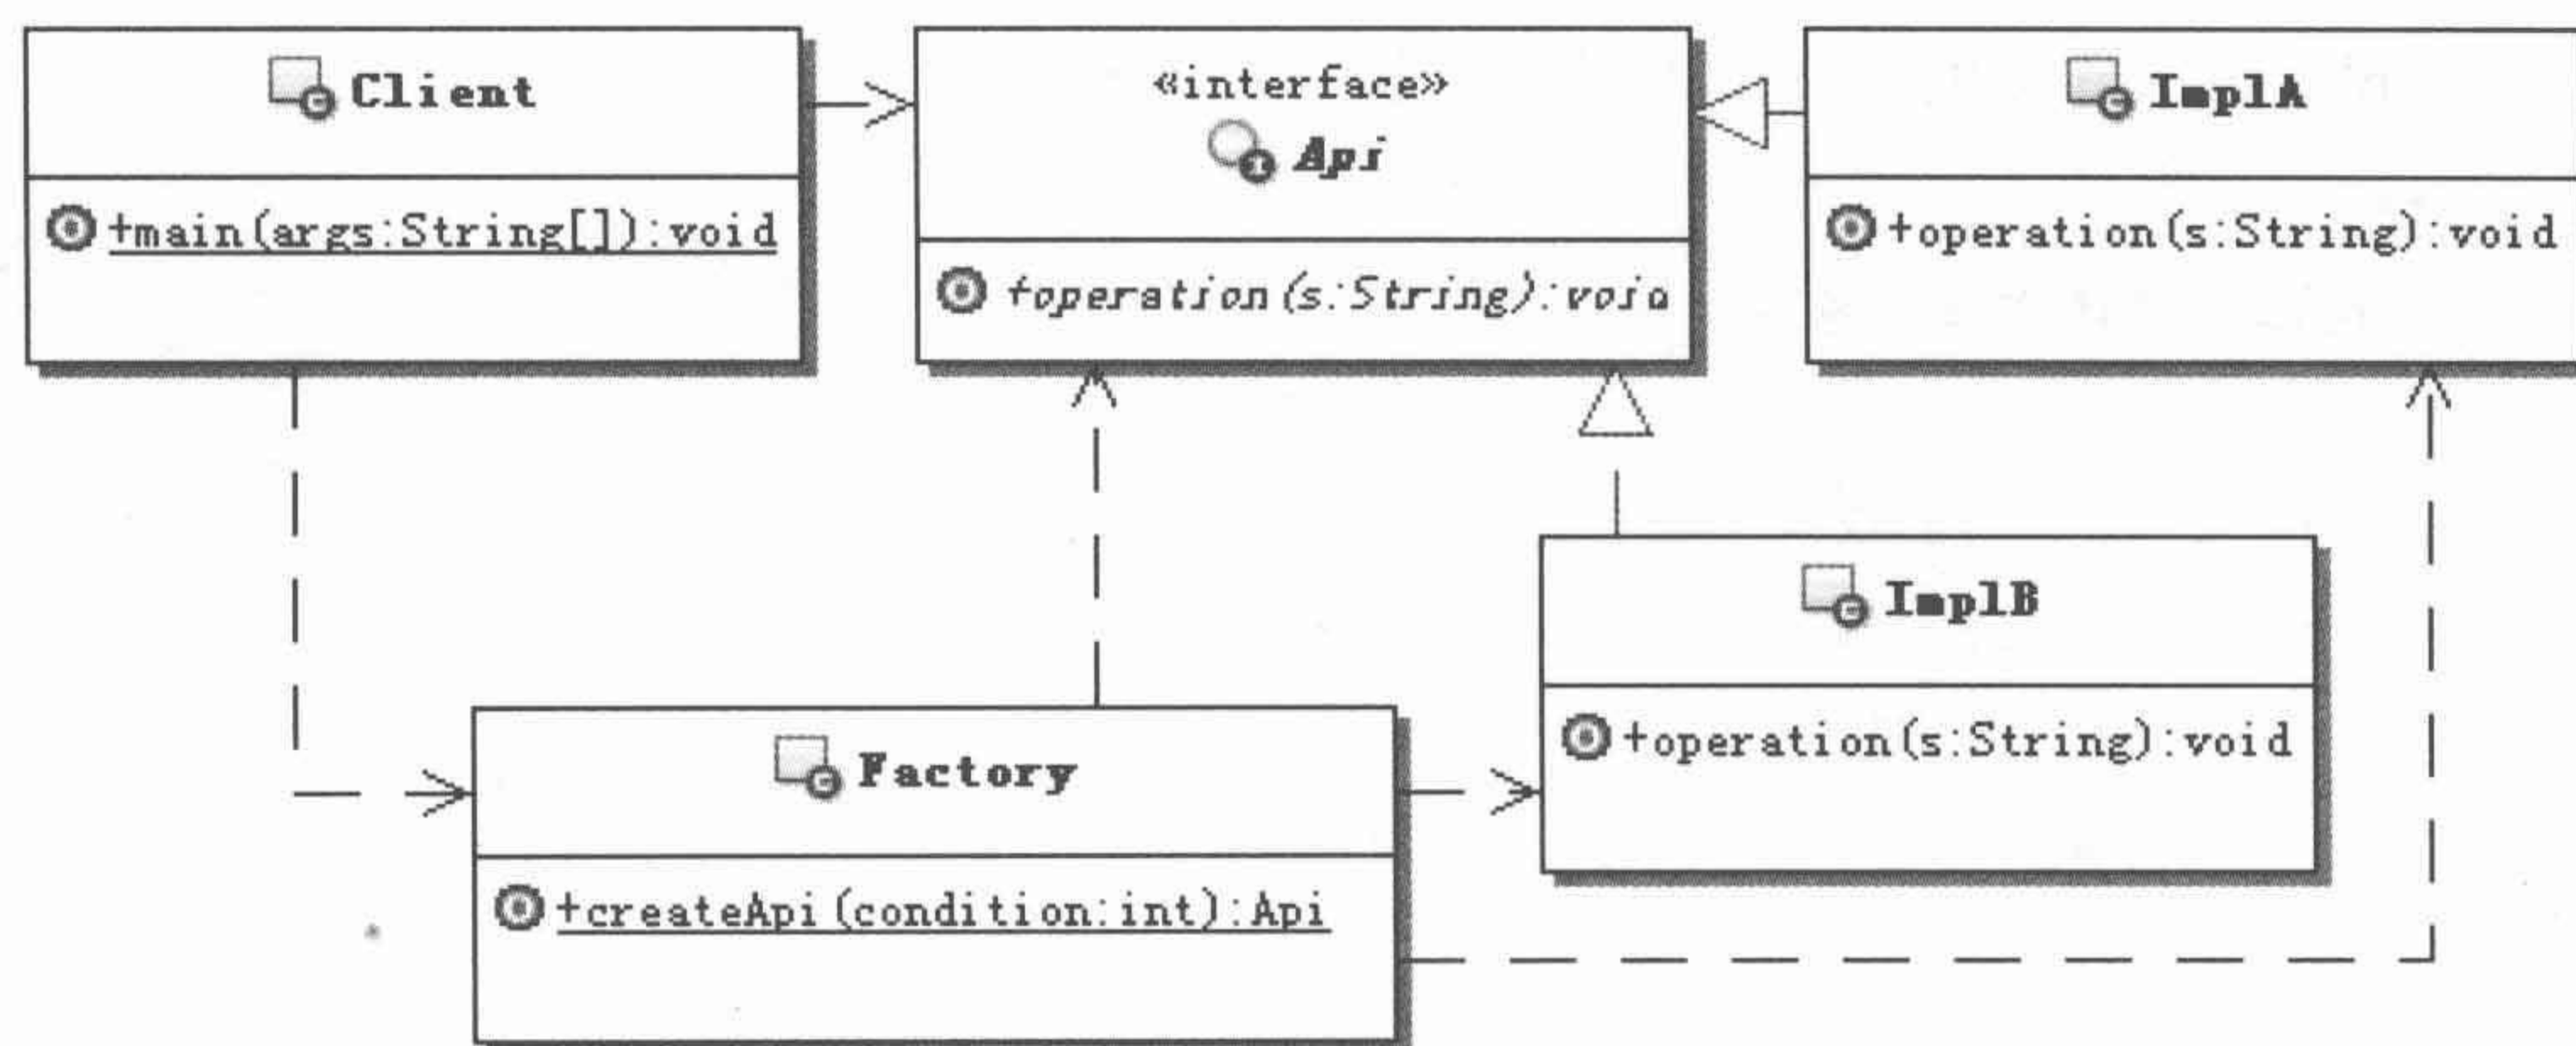 Client
+main(args:String[]):void
«interface»
Api
+operation(s:String):void
ImplA
+operation(s:String):void
ImplB
+operation(s:String):void
Factory
+createApi(condition:int):Api